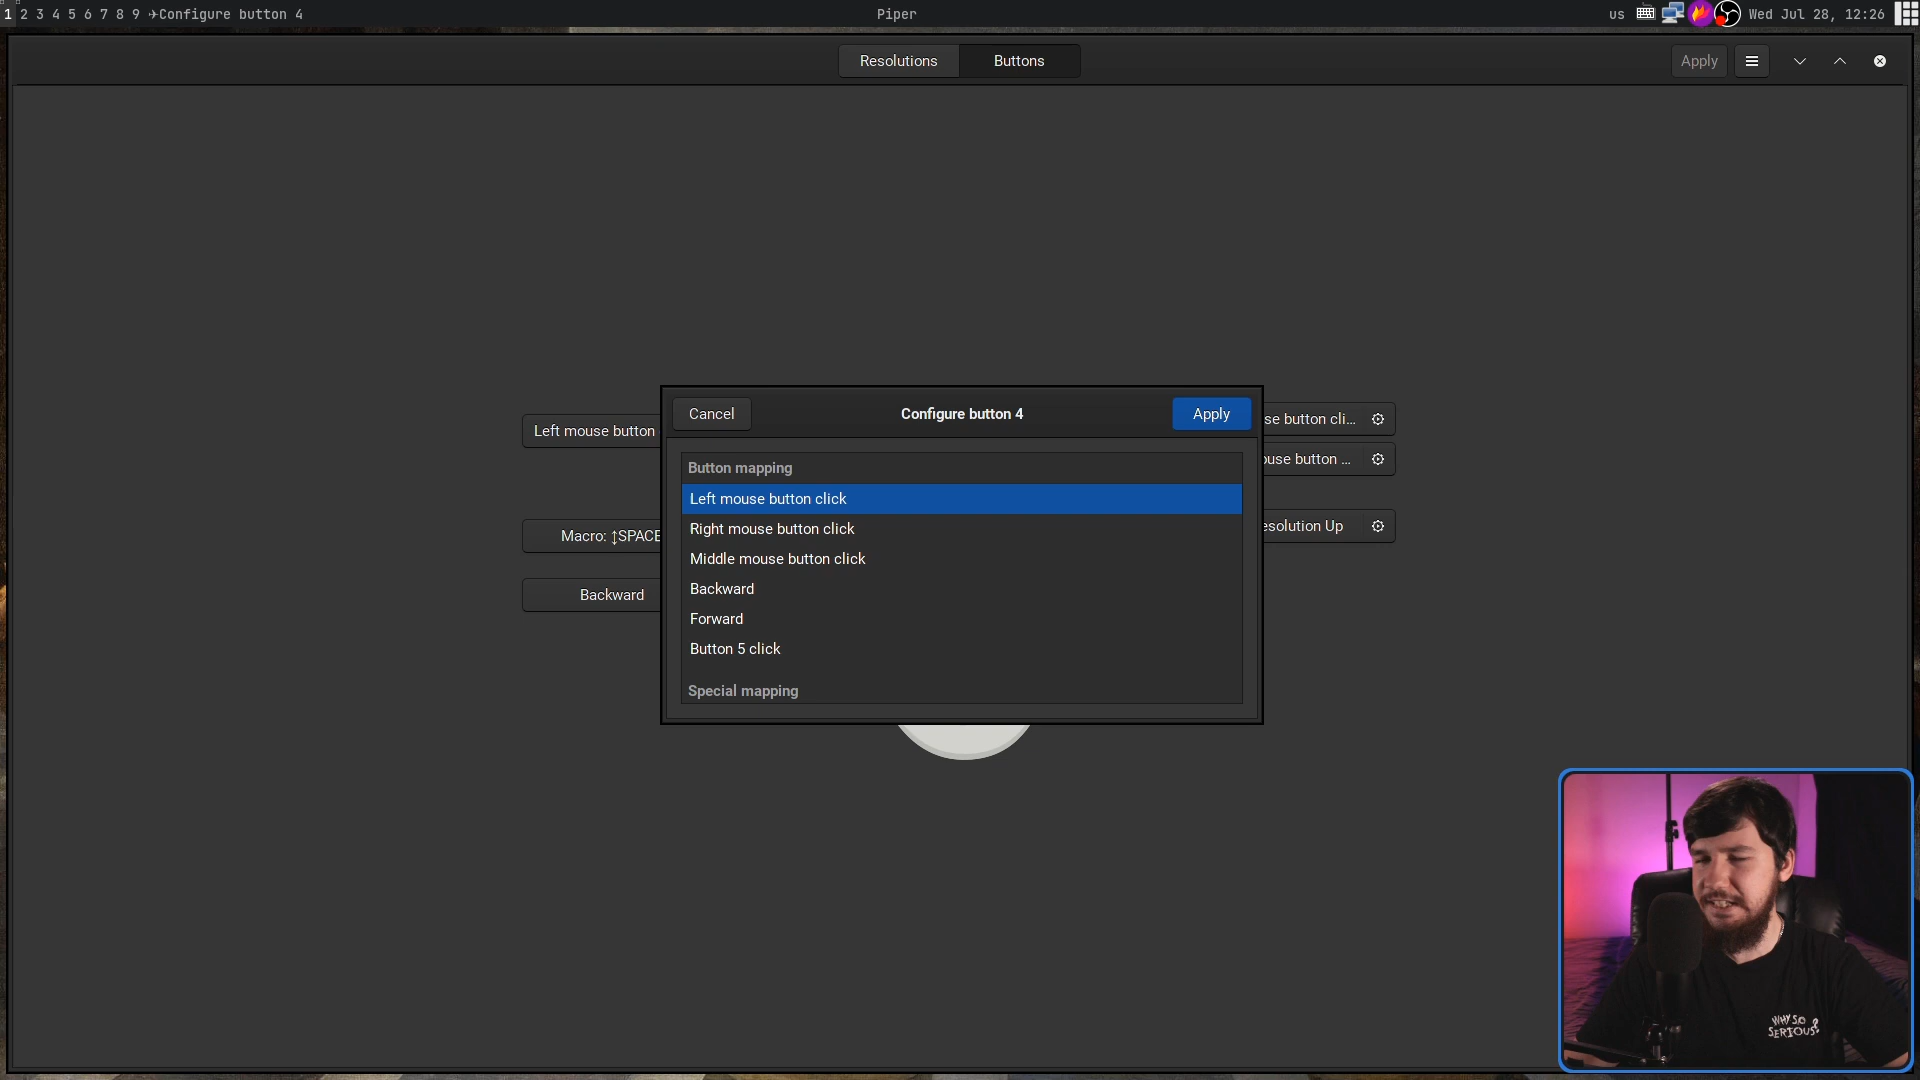 1 2 3 4 5 6 7 8 9 ✈Configure button 4
Piper
us
Wed Jul 28, 12:26
Resolutions
Buttons
Apply
Cancel
Configure button 4
Apply
Left mouse button
se button cli...
Button mapping
ouse button ...
Left mouse button click
Right mouse button click
esolution Up
Macro: ↕SPACE
Middle mouse button click
Backward
Backward
Forward
Button 5 click
Special mapping
WHY SO
SERIOUS?